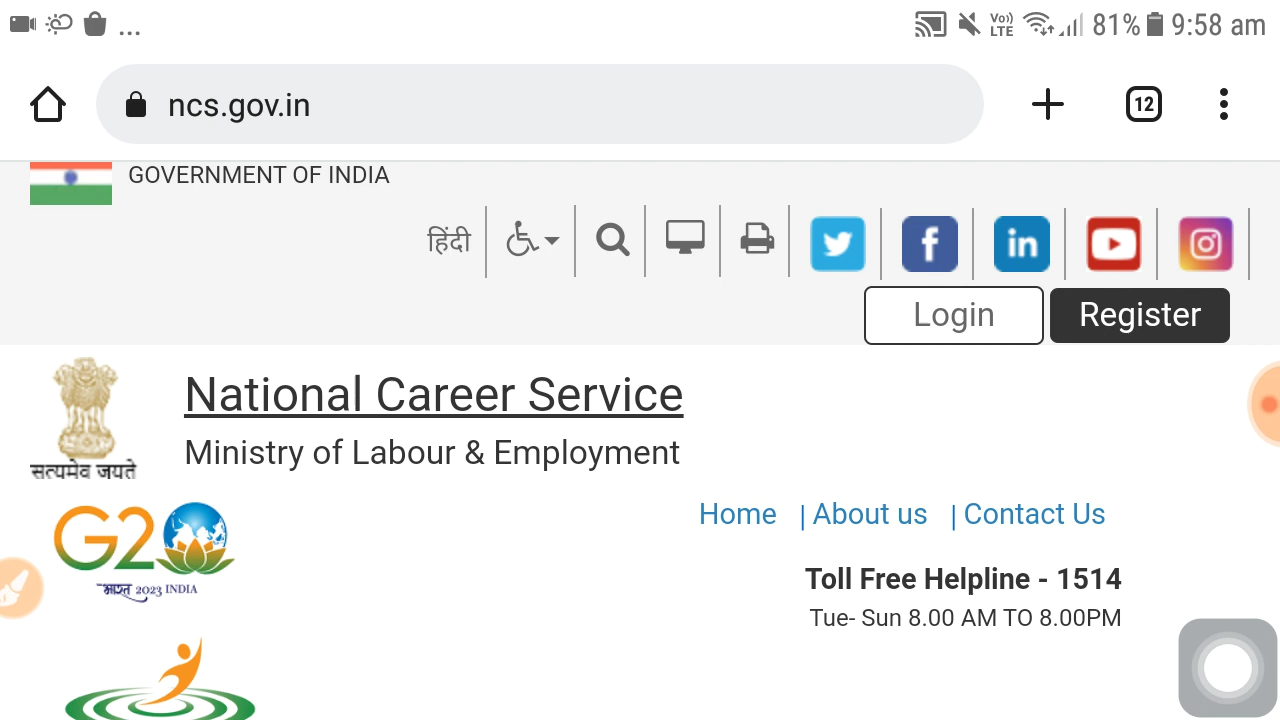 ... Vo)) LTE 81% 9:58 am
ncs.gov.in 12
GOVERNMENT OF INDIA
हिंदी
Login Register
National Career Service
Ministry of Labour & Employment
सत्यमेव जयते
Home | About us | Contact Us
G20
भारत 2023 INDIA
Toll Free Helpline - 1514
Tue- Sun 8.00 AM TO 8.00PM